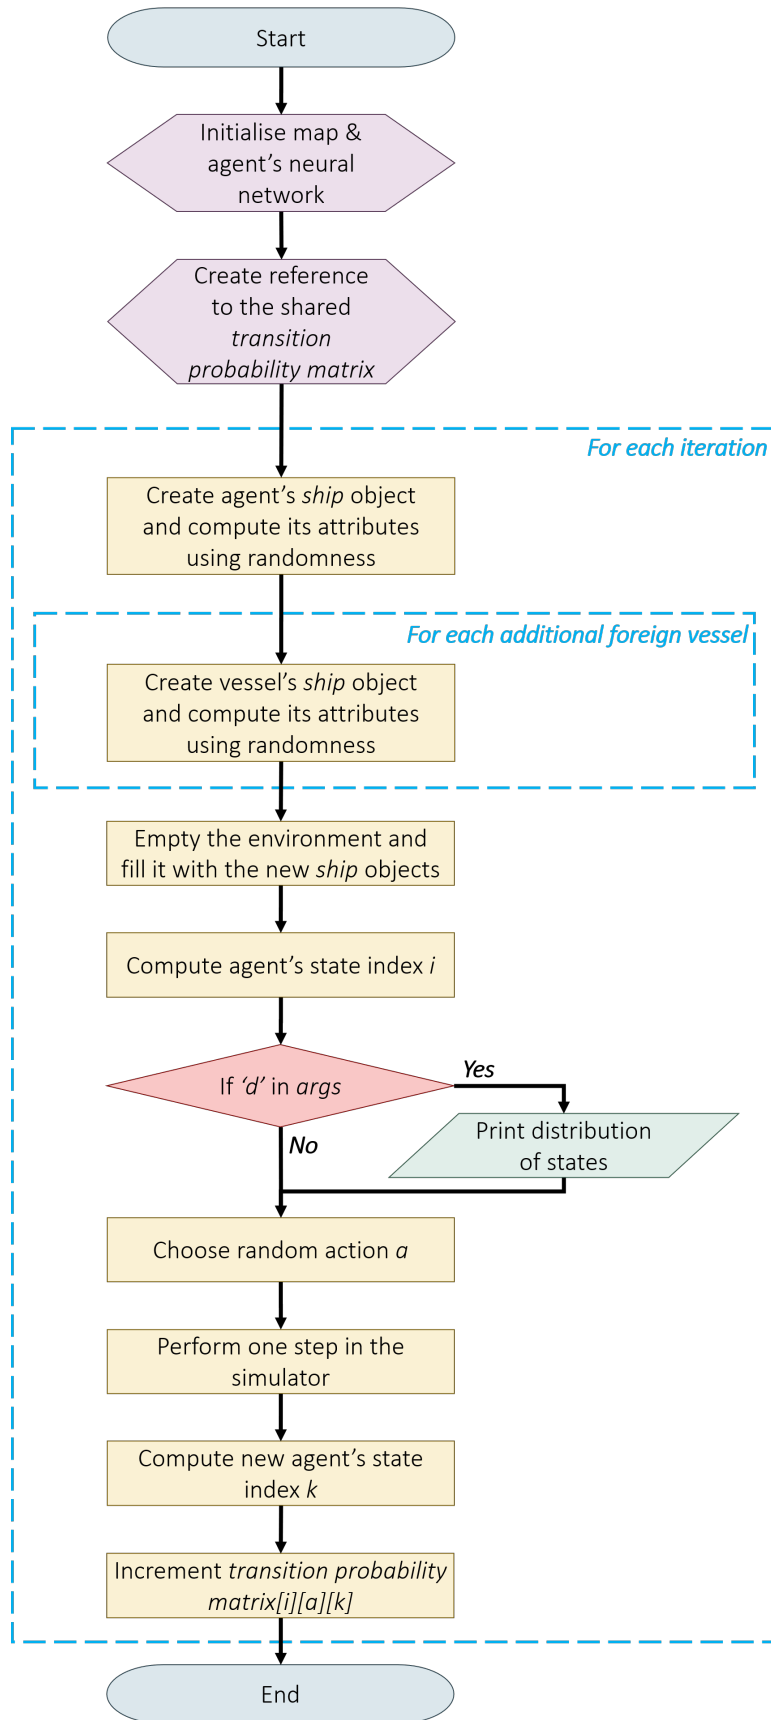 Start
Initialise map &
agent's neural
network
Create reference
to the shared
transition
probability matrix
For each iteration
Create agent's ship object
and compute its attributes
using randomness
For each additional foreign vessel
Create vessel's ship object
and compute its attributes
using randomness
Empty the environment and
fill it with the new ship objects
Compute agent's state index i
If ‘d’ in args
Yes
No
Print distribution
of states
Choose random action a
Perform one step in the
simulator
Compute new agent's state
index k
Increment transition probability
matrix[i][a][k]
End